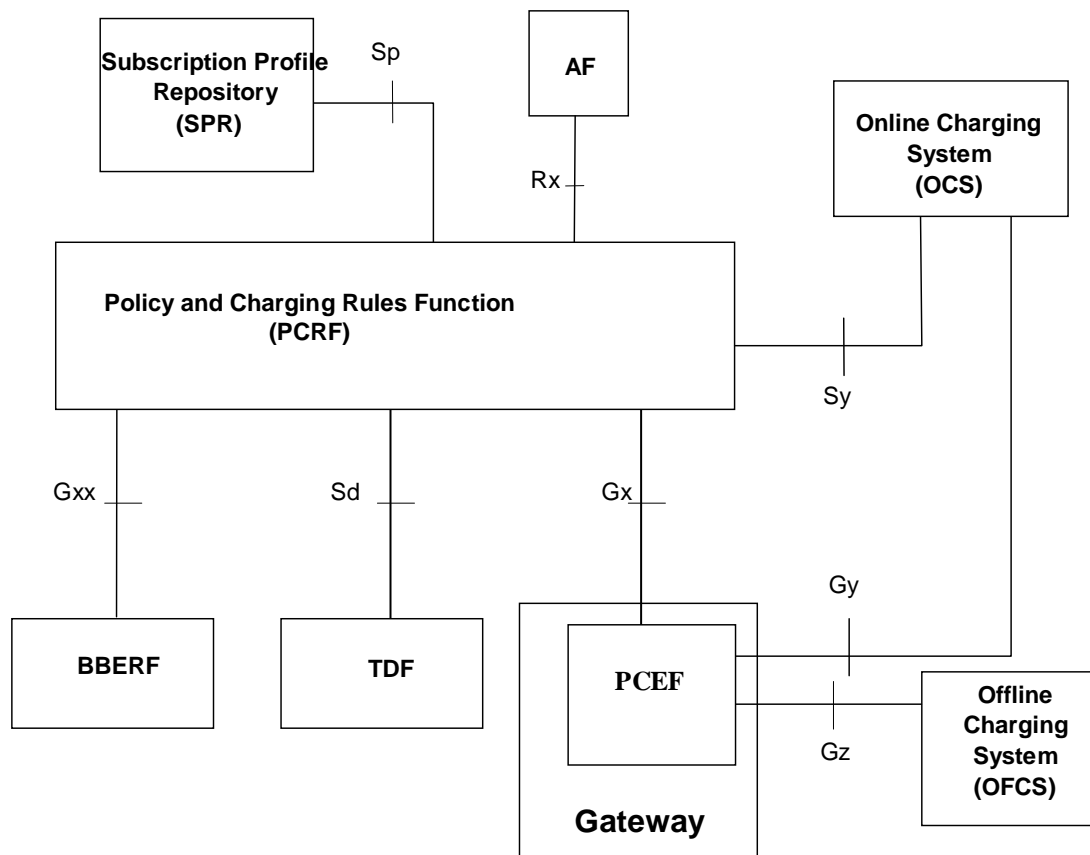 Subscription Profile
Repository
(SPR)
Sp
AF
Online Charging
System
(OCS)
Rx
Policy and Charging Rules Function
(PCRF)
Sy
Gxx
Sd
Gx
Gy
BBERF
TDF
PCEF
Offline
Charging
System
(OFCS)
Gz
Gateway